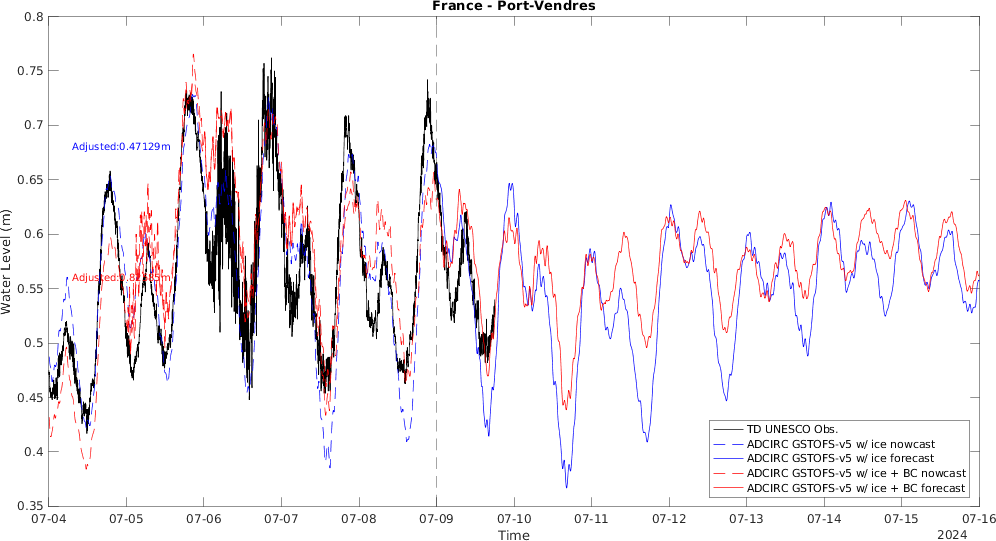 France - Port-Vendres
Water Level (m)
0.8
0.75
0.7
0.65
0.6
0.55
0.5
0.45
0.4
0.35
Adjusted:0.47129m
TD UNESCO Obs.
ADCIRC GSTOFS-v5 w/ ice nowcast
ADCIRC GSTOFS-v5 w/ ice forecast
ADCIRC GSTOFS-v5 w/ ice + BC nowcast
ADCIRC GSTOFS-v5 w/ ice + BC forecast
07-04 07-05 07-06 07-07 07-08 07-09 07-10 07-11 07-12 07-13 07-14 07-15 07-16
Time
2024